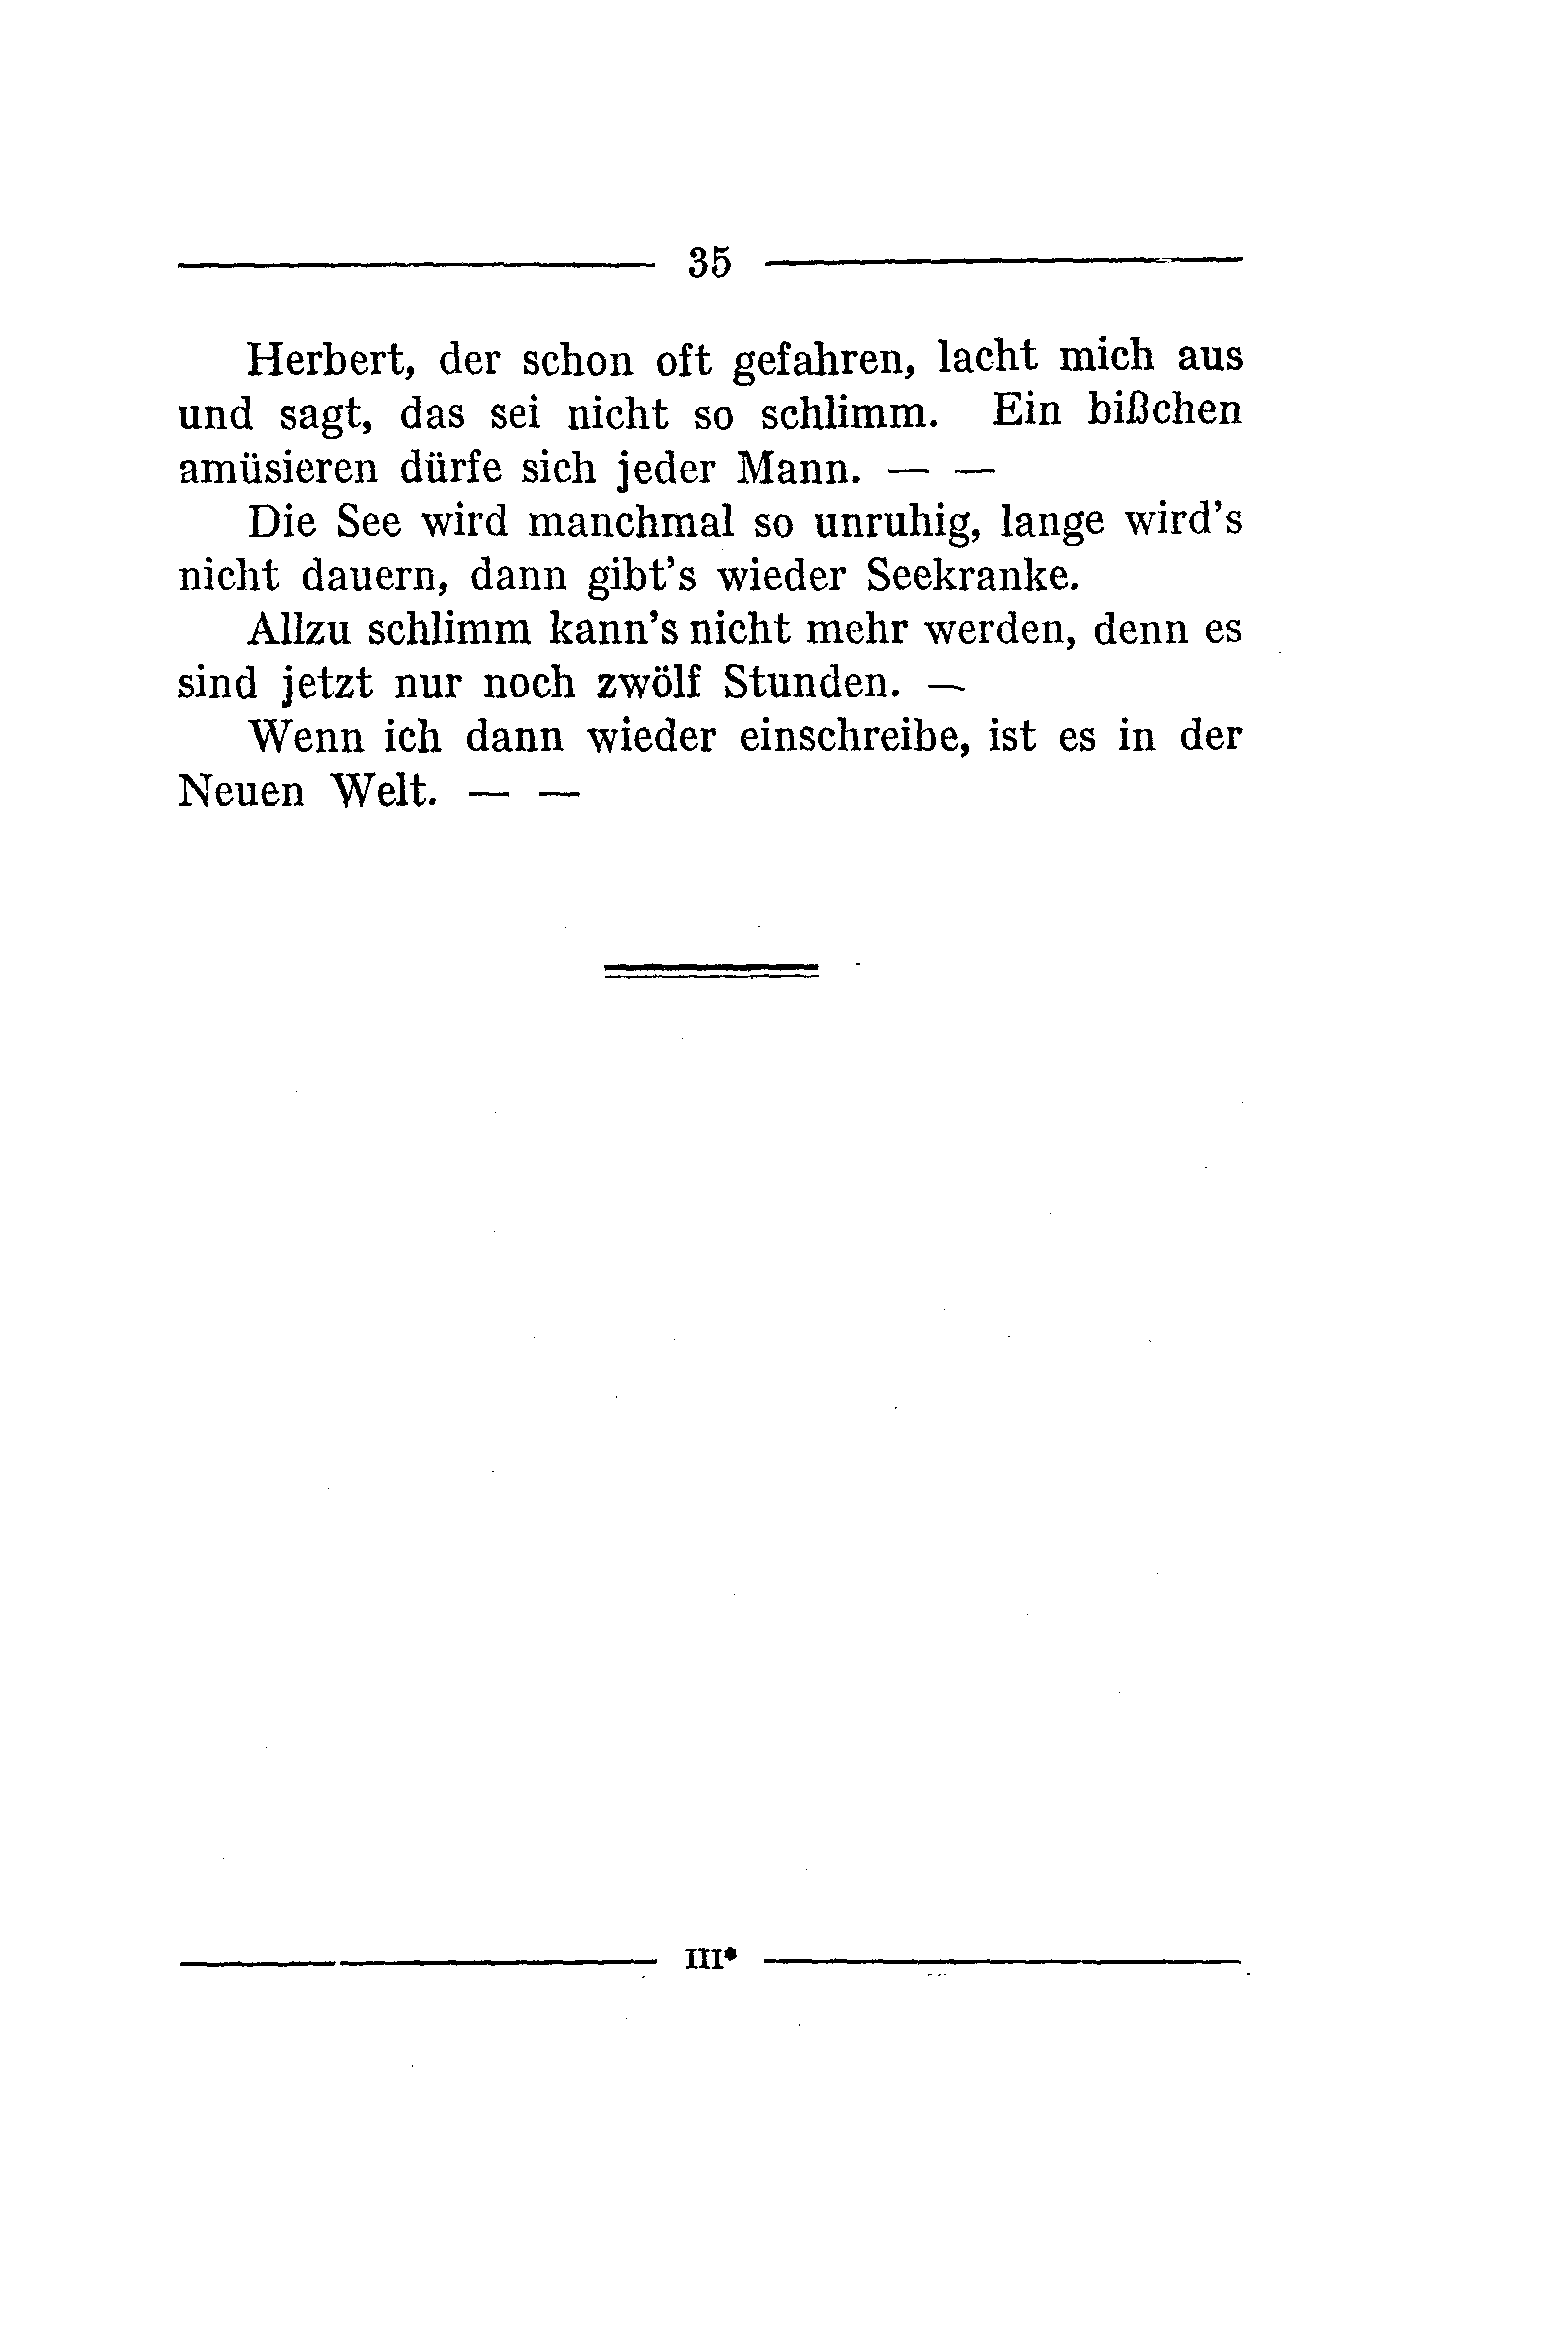 35
Herbert, der schon oft gefahren, lacht mich aus
und sagt, das sei nicht so schlimm. Ein bißchen
amüsieren dürfe sich jeder Mann. — —
Die See wird manchmal so unruhig, lange wird's
nicht dauern, dann gibt's wieder Seekranke.
Allzu schlimm kann's nicht mehr werden, denn es
sind jetzt nur noch zwölf Stunden. —
Wenn ich dann wieder einschreibe, ist es in der
Neuen Welt. — —
III*